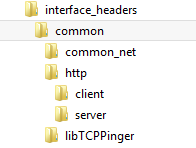 interface_headers
common
common_net
http
client
server
libTCPPinger